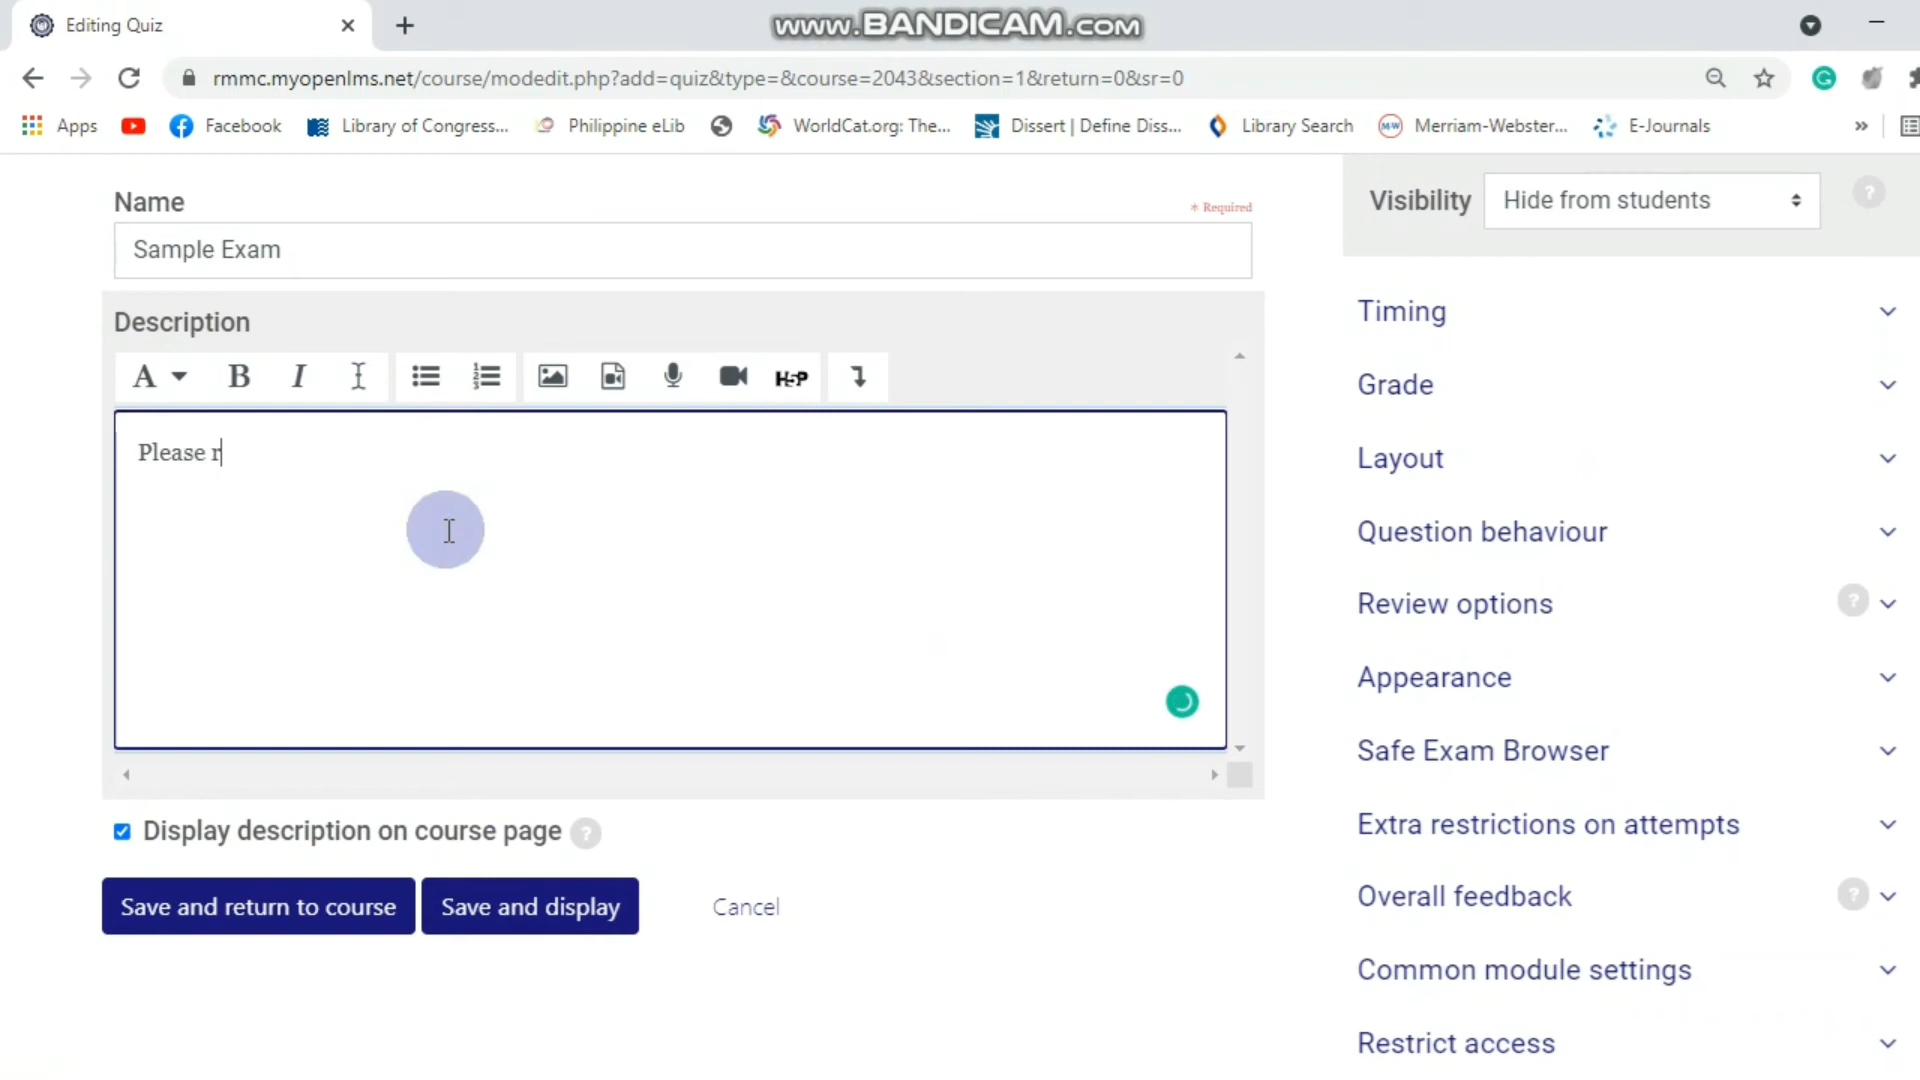 Editing Quiz
www.BANDICAM.com
rmmc.myopenlms.net/course/modedit.php?add=quiz&type=&course=2043&section=1&return=0&sr=0
Apps Facebook Library of Congress... Philippine eLib WorldCat.org: The... Dissert | Define Diss... Library Search Merriam-Webster... E-Journals »
Name
* Required
Sample Exam
Description
A B I H5P
Please r
Display description on course page ?
Save and return to course Save and display Cancel
Visibility Hide from students ?
Timing
Grade
Layout
Question behaviour
Review options ?
Appearance
Safe Exam Browser
Extra restrictions on attempts
Overall feedback ?
Common module settings
Restrict access